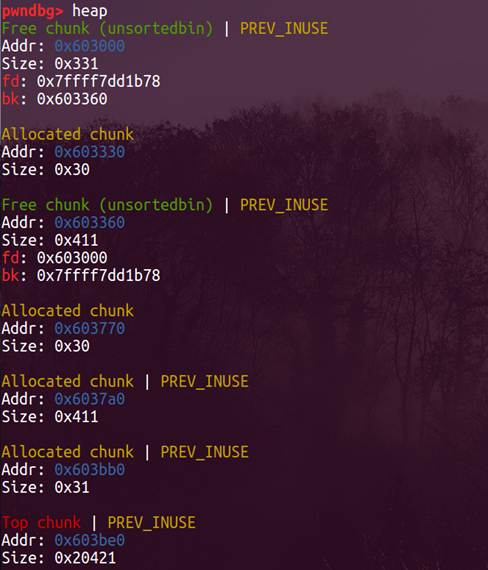 pwndbg> heap
Free chunk (unsortedbin) | PREV_INUSE
Addr: 0x603000
Size: 0x331
fd: 0x7ffff7dd1b78
bk: 0x603360
Allocated chunk
Addr: 0x603330
Size: 0x30
Free chunk (unsortedbin) | PREV_INUSE
Addr: 0x603360
Size: 0x411
fd: 0x603000
bk: 0x7ffff7dd1b78
Allocated chunk
Addr: 0x603770
Size: 0x30
Allocated chunk | PREV_INUSE
Addr: 0x6037a0
Size: 0x411
Allocated chunk | PREV_INUSE
Addr: 0x603bb0
Size: 0x31
Top chunk | PREV_INUSE
Addr: 0x603be0
Size: 0x20421